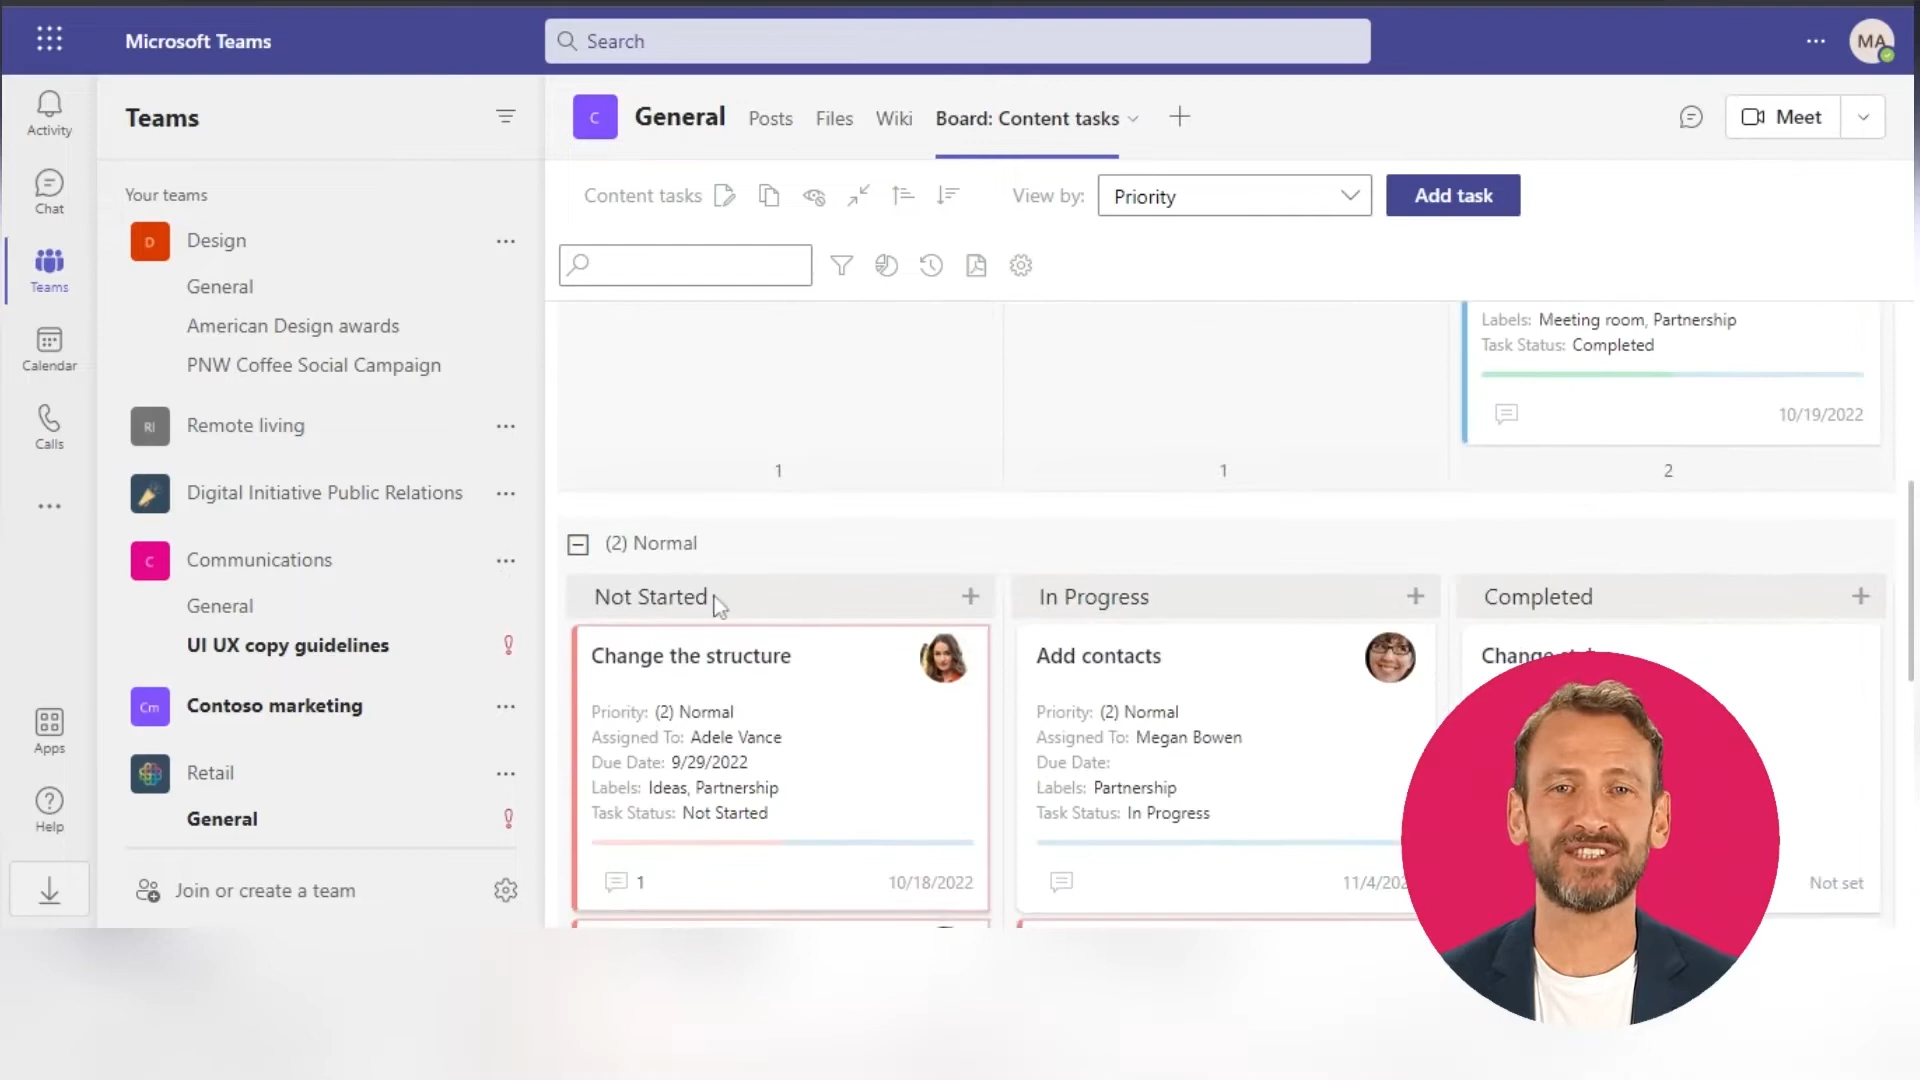 Microsoft Teams
Search
MA
Activity
Chat
Teams
Calendar
Calls
Apps
Help
Teams
Your teams
D Design
General
American Design awards
PNW Coffee Social Campaign
RI Remote living
Digital Initiative Public Relations
C Communications
General
UI UX copy guidelines
Cm Contoso marketing
Retail
General
Join or create a team
C General Posts Files Wiki Board: Content tasks
Meet
Content tasks
View by: Priority
Add task
Labels: Meeting room, Partnership
Task Status: Completed
10/19/2022
1 1 2
(2) Normal
Not Started
Change the structure
Priority: (2) Normal
Assigned To: Adele Vance
Due Date: 9/29/2022
Labels: Ideas, Partnership
Task Status: Not Started
1 10/18/2022
In Progress
Add contacts
Priority: (2) Normal
Assigned To: Megan Bowen
Due Date:
Labels: Partnership
Task Status: In Progress
11/4/202
Completed
Change
Not set